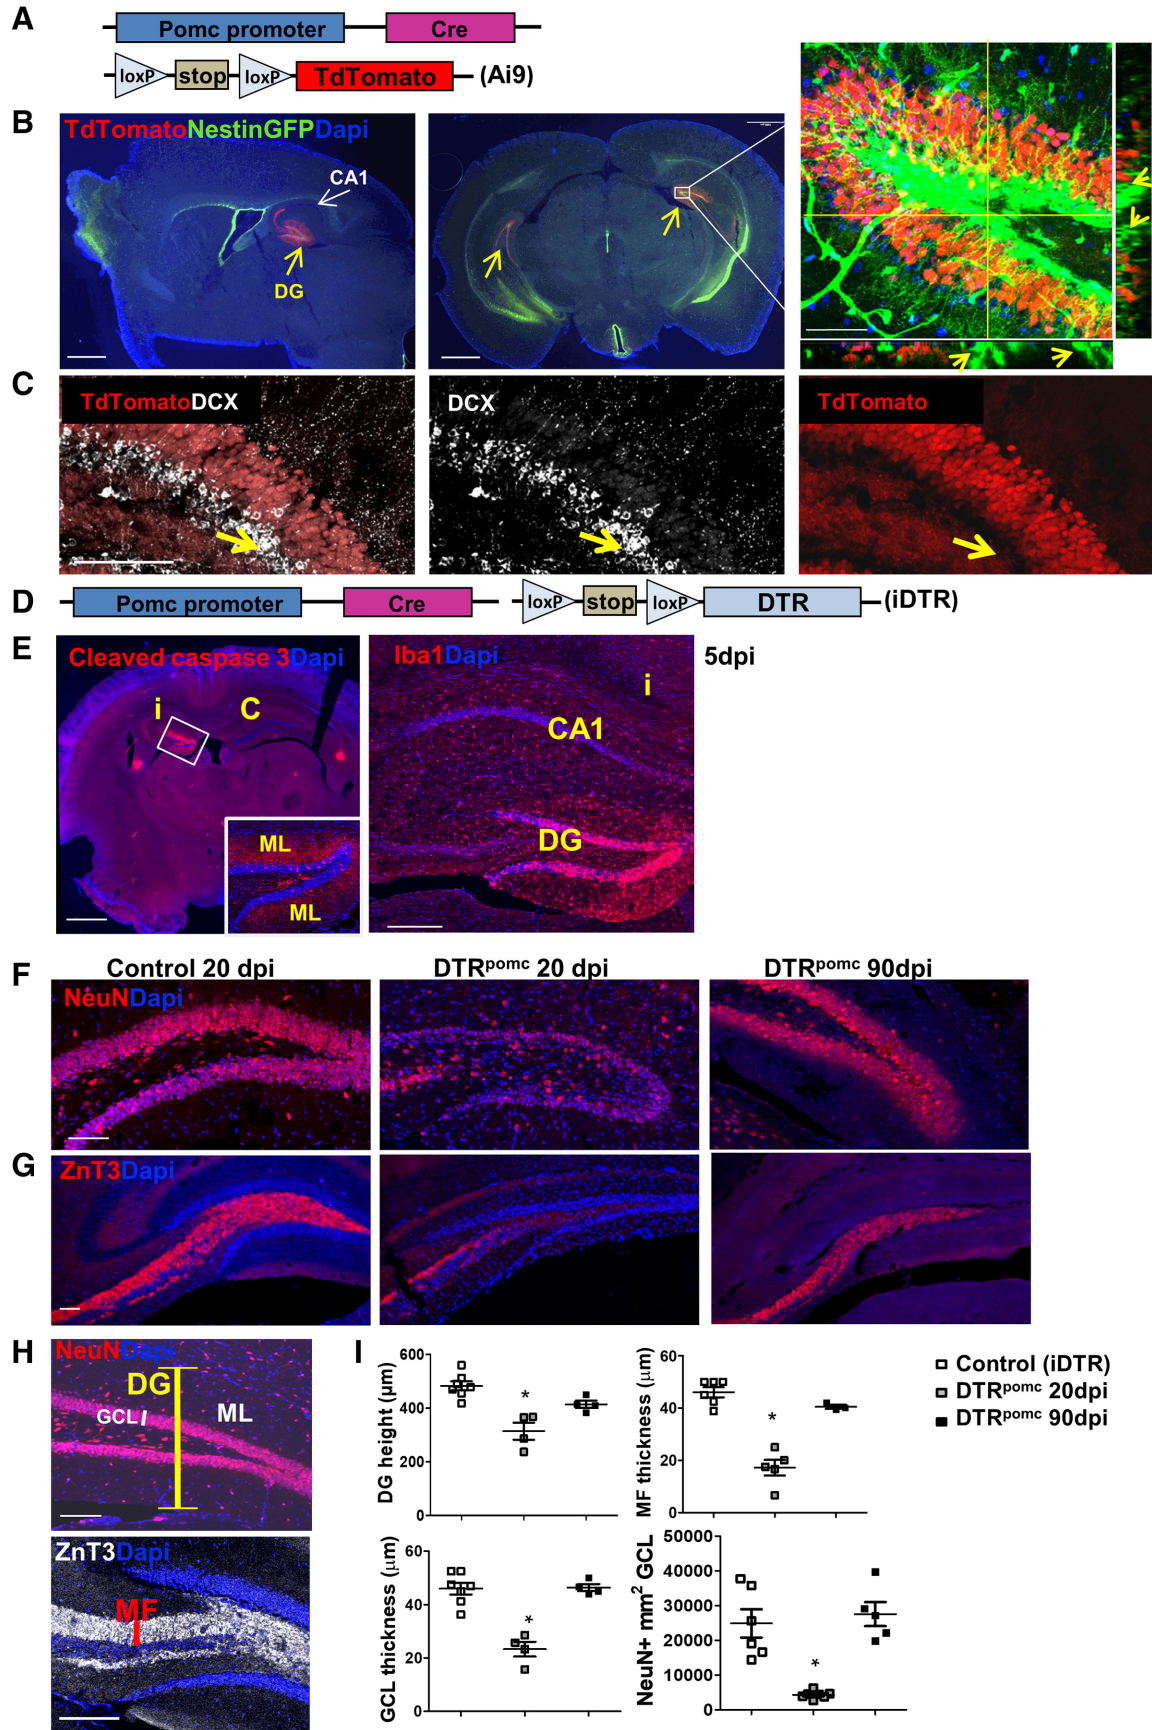 A
Pomc promoter
Cre
loxP
stop
loxP
TdTomato
(Ai9)
B
TdTomatoNestinGFPDapi
CA1
DG
C
TdTomatoDCX
DCX
TdTomato
D
Pomc promoter
Cre
loxP
stop
loxP
DTR
(iDTR)
E
Cleaved caspase 3Dapi
i
C
ML
ML
Iba1Dapi
i
CA1
DG
5dpi
F
Control 20 dpi
DTRpomc 20 dpi
DTRpomc 90dpi
NeuNDapi
G
ZnT3Dapi
H
NeuNDapi
DG
GCL
ML
ZnT3Dapi
MF
I
DG height (μm)
600
400
200
0
*
MF thickness (μm)
60
40
20
0
*
Control (iDTR)
DTRpomc 20dpi
DTRpomc 90dpi
GCL thickness (μm)
60
40
20
0
*
NeuN+ mm2 GCL
50000
40000
30000
20000
10000
0
*